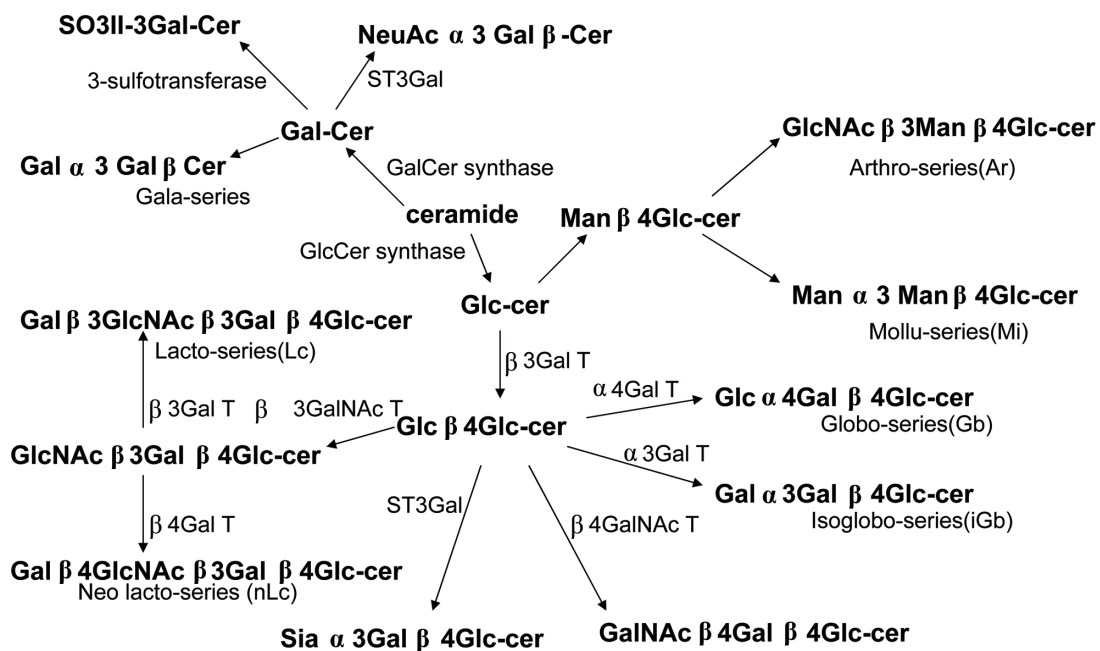 SO3II-3Gal-Cer
NeuAc α 3 Gal β -Cer
3-sulfotransferase
ST3Gal
Gal-Cer
GlcNAc β 3Man β 4Glc-cer
Arthro-series(Ar)
Gal α 3 Gal β Cer
Gala-series
GalCer synthase
ceramide
Man β 4Glc-cer
GlcCer synthase
Glc-cer
Man α 3 Man β 4Glc-cer
Mollu-series(Mi)
Gal β 3GlcNAc β 3Gal β 4Glc-cer
Lacto-series(Lc)
β 3Gal T
α 4Gal T
Glc α 4Gal β 4Glc-cer
Globo-series(Gb)
β 3Gal T β 3GalNAc T
Glc β 4Glc-cer
GlcNAc β 3Gal β 4Glc-cer
α 3Gal T
Gal α 3Gal β 4Glc-cer
Isoglobo-series(iGb)
ST3Gal
β 4GalNAc T
β 4Gal T
Gal β 4GlcNAc β 3Gal β 4Glc-cer
Neo lacto-series (nLc)
Sia α 3Gal β 4Glc-cer
GalNAc β 4Gal β 4Glc-cer